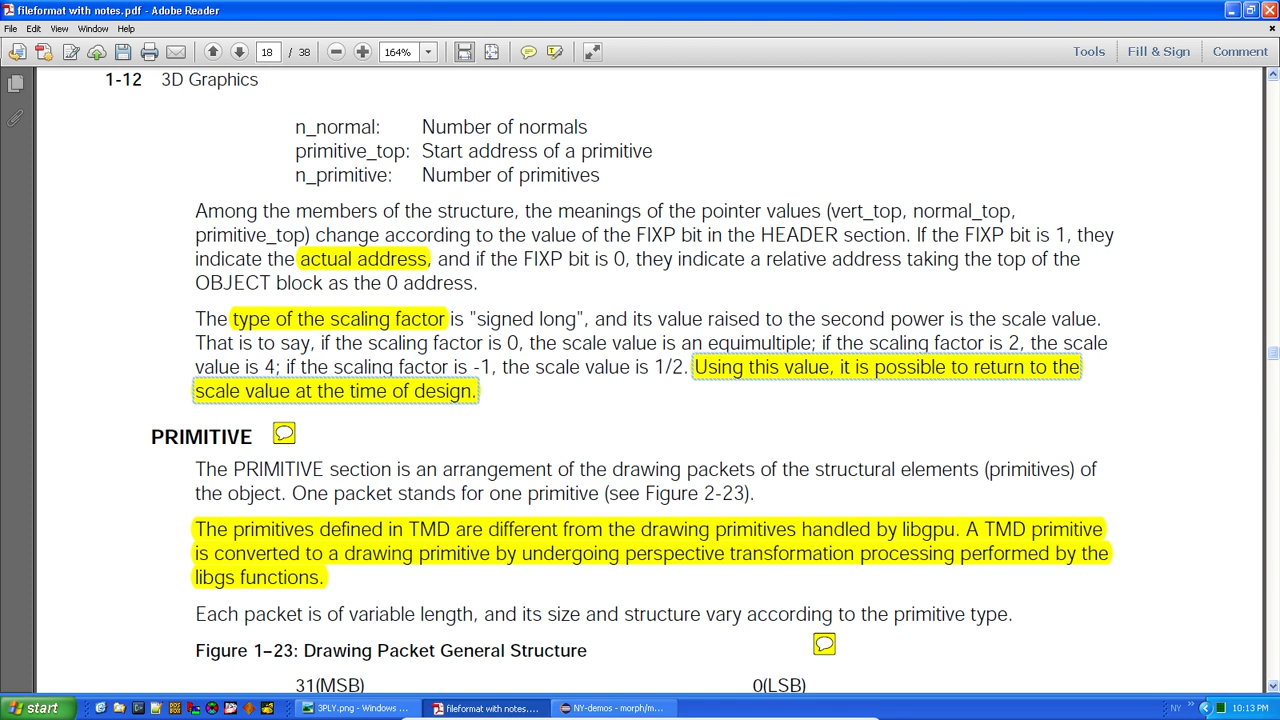 fileformat with notes.pdf - Adobe Reader
File Edit View Window Help
18 / 38 164% Tools Fill & Sign Comment
1-12 3D Graphics
n_normal: Number of normals
primitive_top: Start address of a primitive
n_primitive: Number of primitives
Among the members of the structure, the meanings of the pointer values (vert_top, normal_top,
primitive_top) change according to the value of the FIXP bit in the HEADER section. If the FIXP bit is 1, they
indicate the actual address, and if the FIXP bit is 0, they indicate a relative address taking the top of the
OBJECT block as the 0 address.
The type of the scaling factor is "signed long", and its value raised to the second power is the scale value.
That is to say, if the scaling factor is 0, the scale value is an equimultiple; if the scaling factor is 2, the scale
value is 4; if the scaling factor is -1, the scale value is 1/2. Using this value, it is possible to return to the
scale value at the time of design.
PRIMITIVE
The PRIMITIVE section is an arrangement of the drawing packets of the structural elements (primitives) of
the object. One packet stands for one primitive (see Figure 2-23).
The primitives defined in TMD are different from the drawing primitives handled by libgpu. A TMD primitive
is converted to a drawing primitive by undergoing perspective transformation processing performed by the
libgs functions.
Each packet is of variable length, and its size and structure vary according to the primitive type.
Figure 1–23: Drawing Packet General Structure
31(MSB) 0(LSB)
start 3PLY.png - Windows ... fileformat with notes.... NY-demos - morph/m... NY 10:13 PM